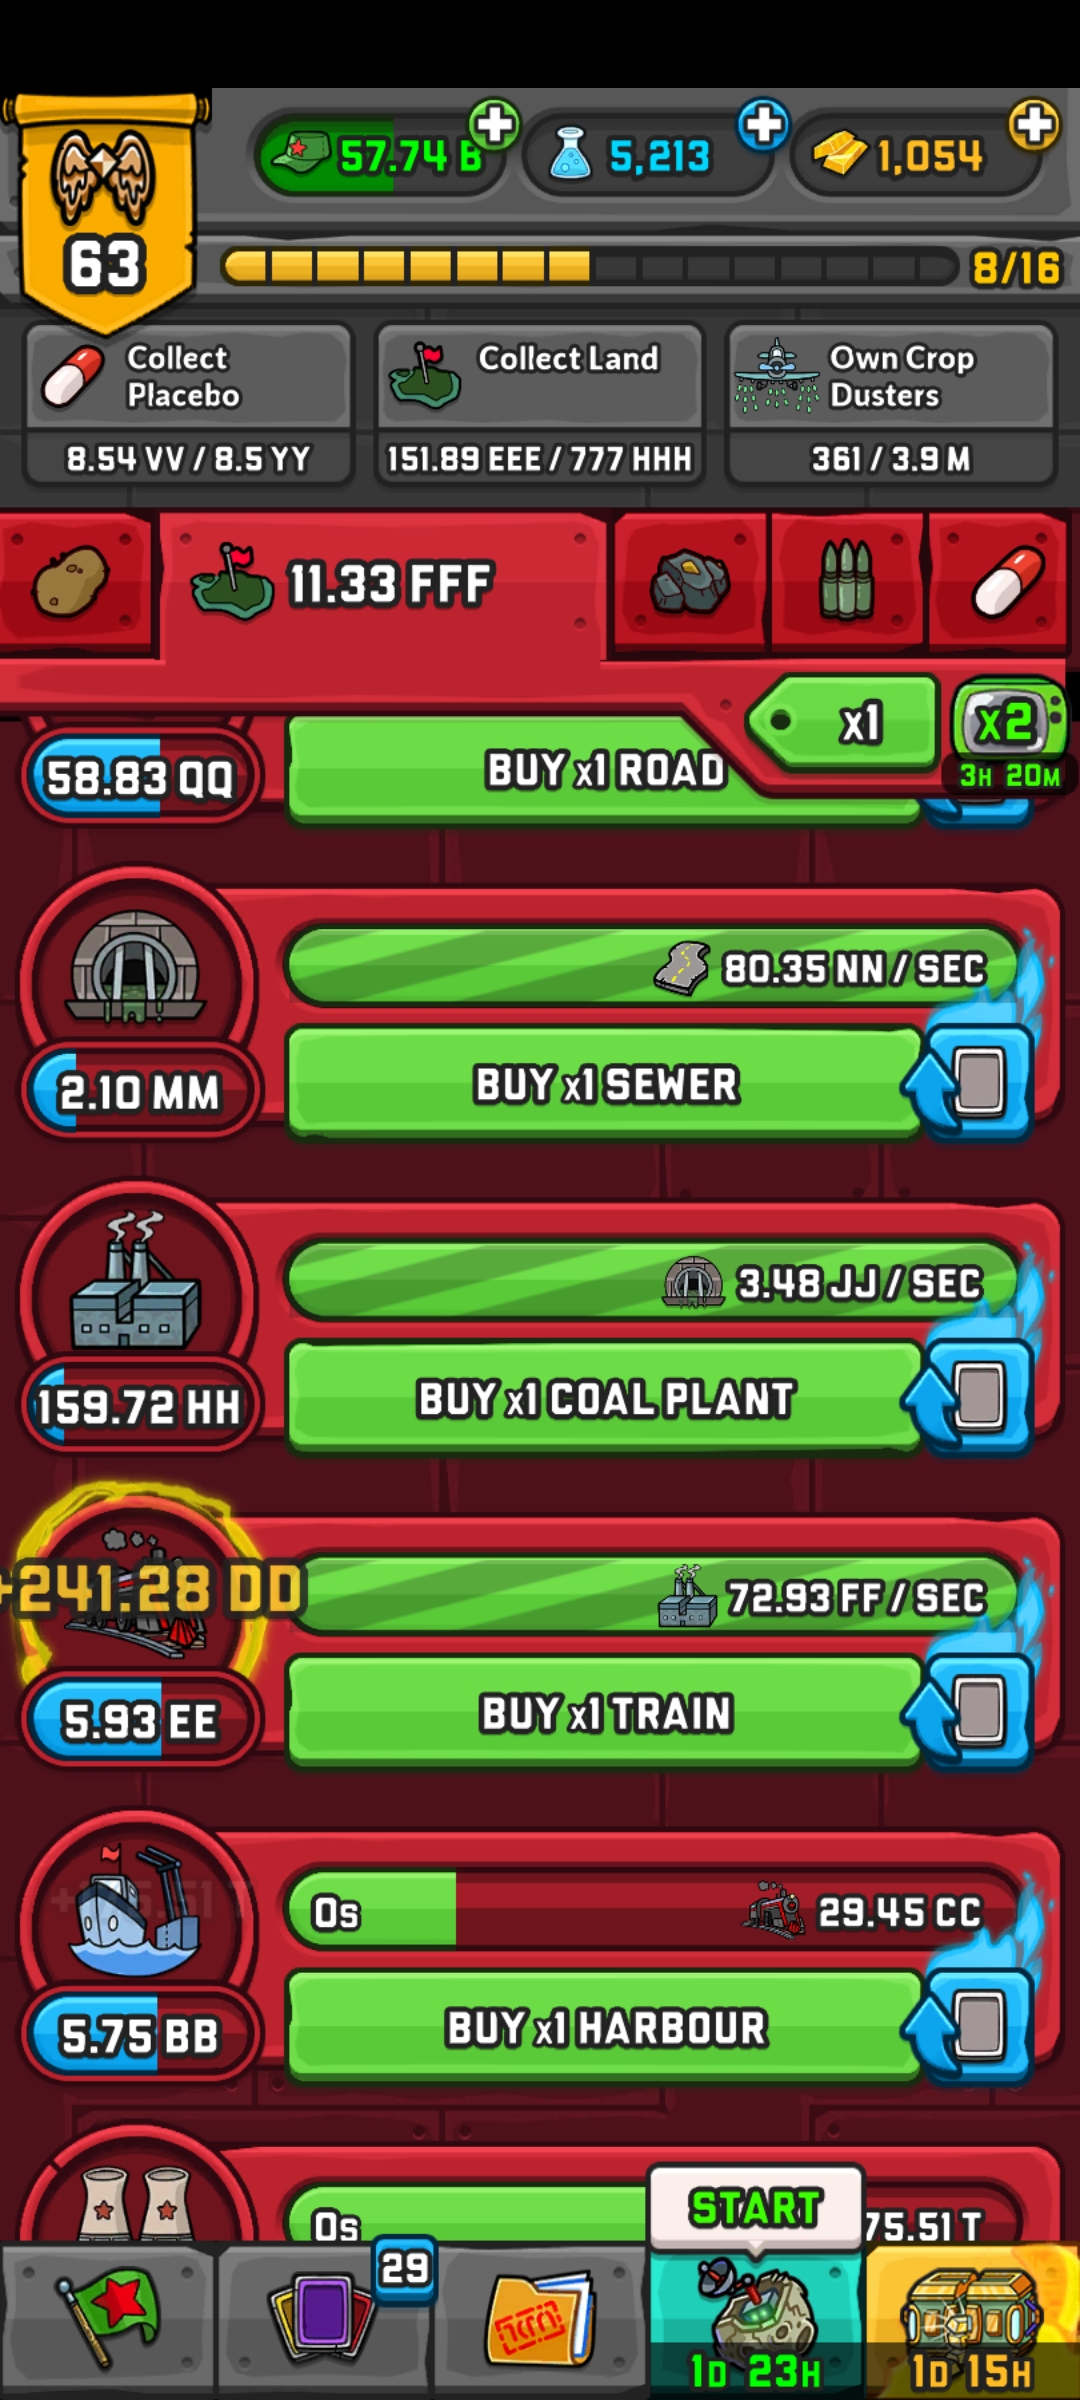 63
57.74 B
5,213
1,054
8/16
Collect
Placebo
8.54 VV / 8.5 YY
Collect Land
151.89 EEE / 777 HHH
Own Crop
Dusters
361 / 3.9 M
11.33 FFF
x1
x2
3H 20M
58.83 QQ
BUY x1 ROAD
80.35 NN / SEC
2.10 MM
BUY x1 SEWER
3.48 JJ / SEC
159.72 HH
BUY x1 COAL PLANT
+241.28 DD
72.93 FF / SEC
5.93 EE
BUY x1 TRAIN
0s
29.45 CC
5.75 BB
BUY x1 HARBOUR
0s
75.51 T
START
29
1D 23H
1D 15H